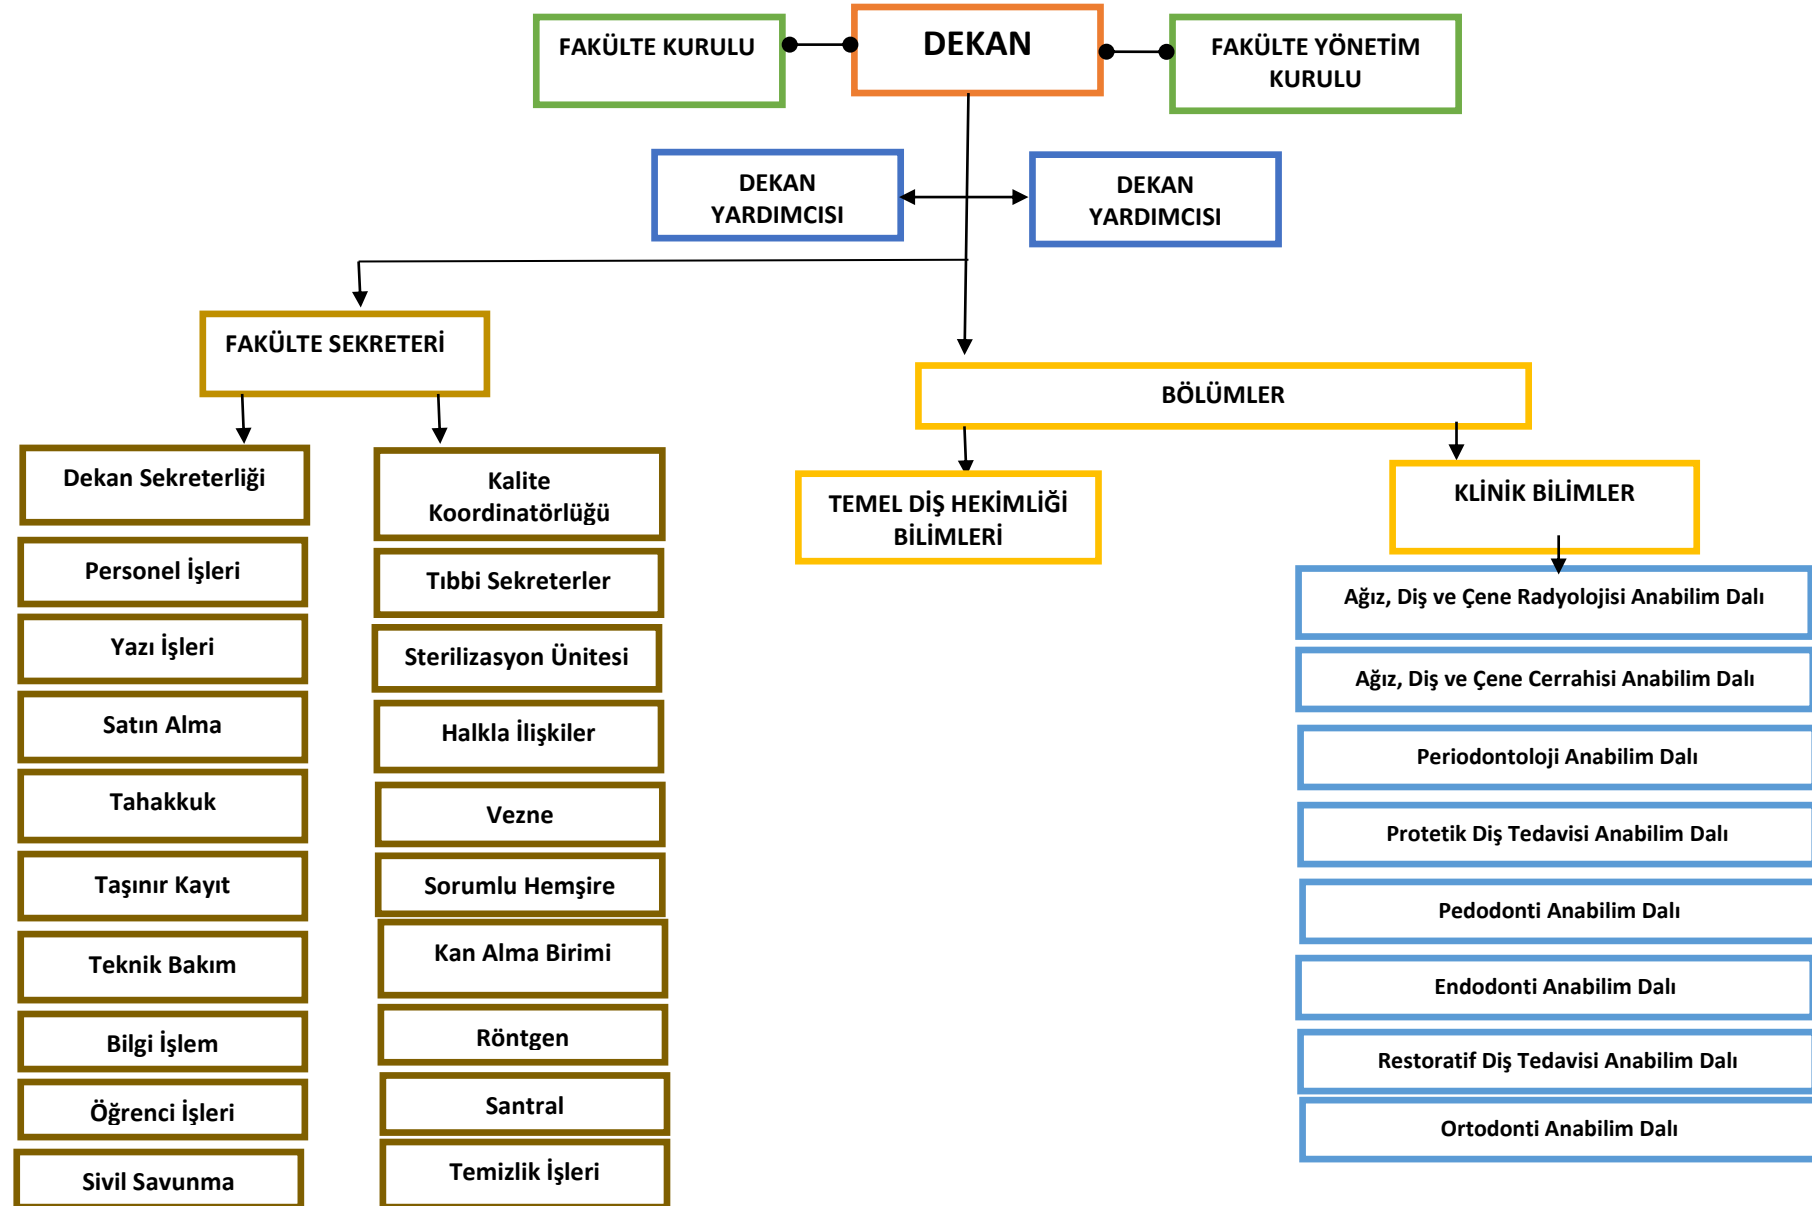 FAKÜLTE KURULU
DEKAN
FAKÜLTE YÖNETİM
KURULU
DEKAN
YARDIMCISI
DEKAN
YARDIMCISI
FAKÜLTE SEKRETERİ
BÖLÜMLER
Dekan Sekreterliği
Personel İşleri
Yazı İşleri
Satın Alma
Tahakkuk
Taşınır Kayıt
Teknik Bakım
Bilgi İşlem
Öğrenci İşleri
Sivil Savunma
Kalite
Koordinatörlüğü
Tıbbi Sekreterler
Sterilizasyon Ünitesi
Halkla İlişkiler
Vezne
Sorumlu Hemşire
Kan Alma Birimi
Röntgen
Santral
Temizlik İşleri
TEMEL DİŞ HEKİMLİĞİ
BİLİMLERİ
KLİNİK BİLİMLER
Ağız, Diş ve Çene Radyolojisi Anabilim Dalı
Ağız, Diş ve Çene Cerrahisi Anabilim Dalı
Periodontoloji Anabilim Dalı
Protetik Diş Tedavisi Anabilim Dalı
Pedodonti Anabilim Dalı
Endodonti Anabilim Dalı
Restoratif Diş Tedavisi Anabilim Dalı
Ortodonti Anabilim Dalı